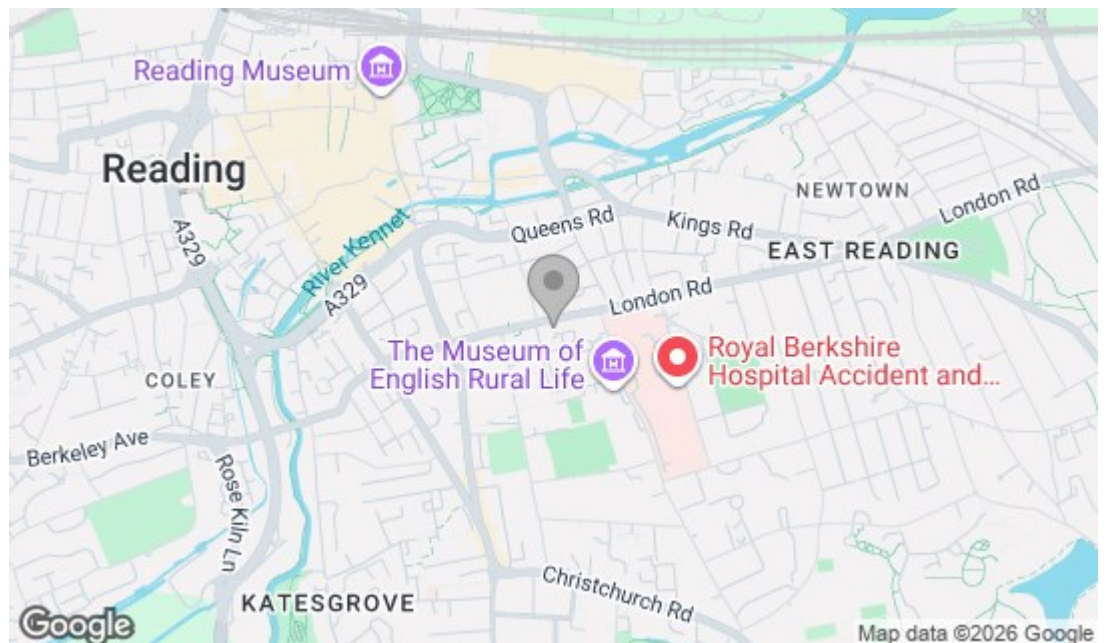 Reading Museum
Reading
NEWTOWN
London Rd
Queens Rd
Kings Rd
EAST READING
A329
River Kennet
A329
London Rd
The Museum of
English Rural Life
Royal Berkshire
Hospital Accident and...
COLEY
Berkeley Ave
Rose Kiln Ln
Christchurch Rd
KATESGROVE
Google
Map data ©2026 Google